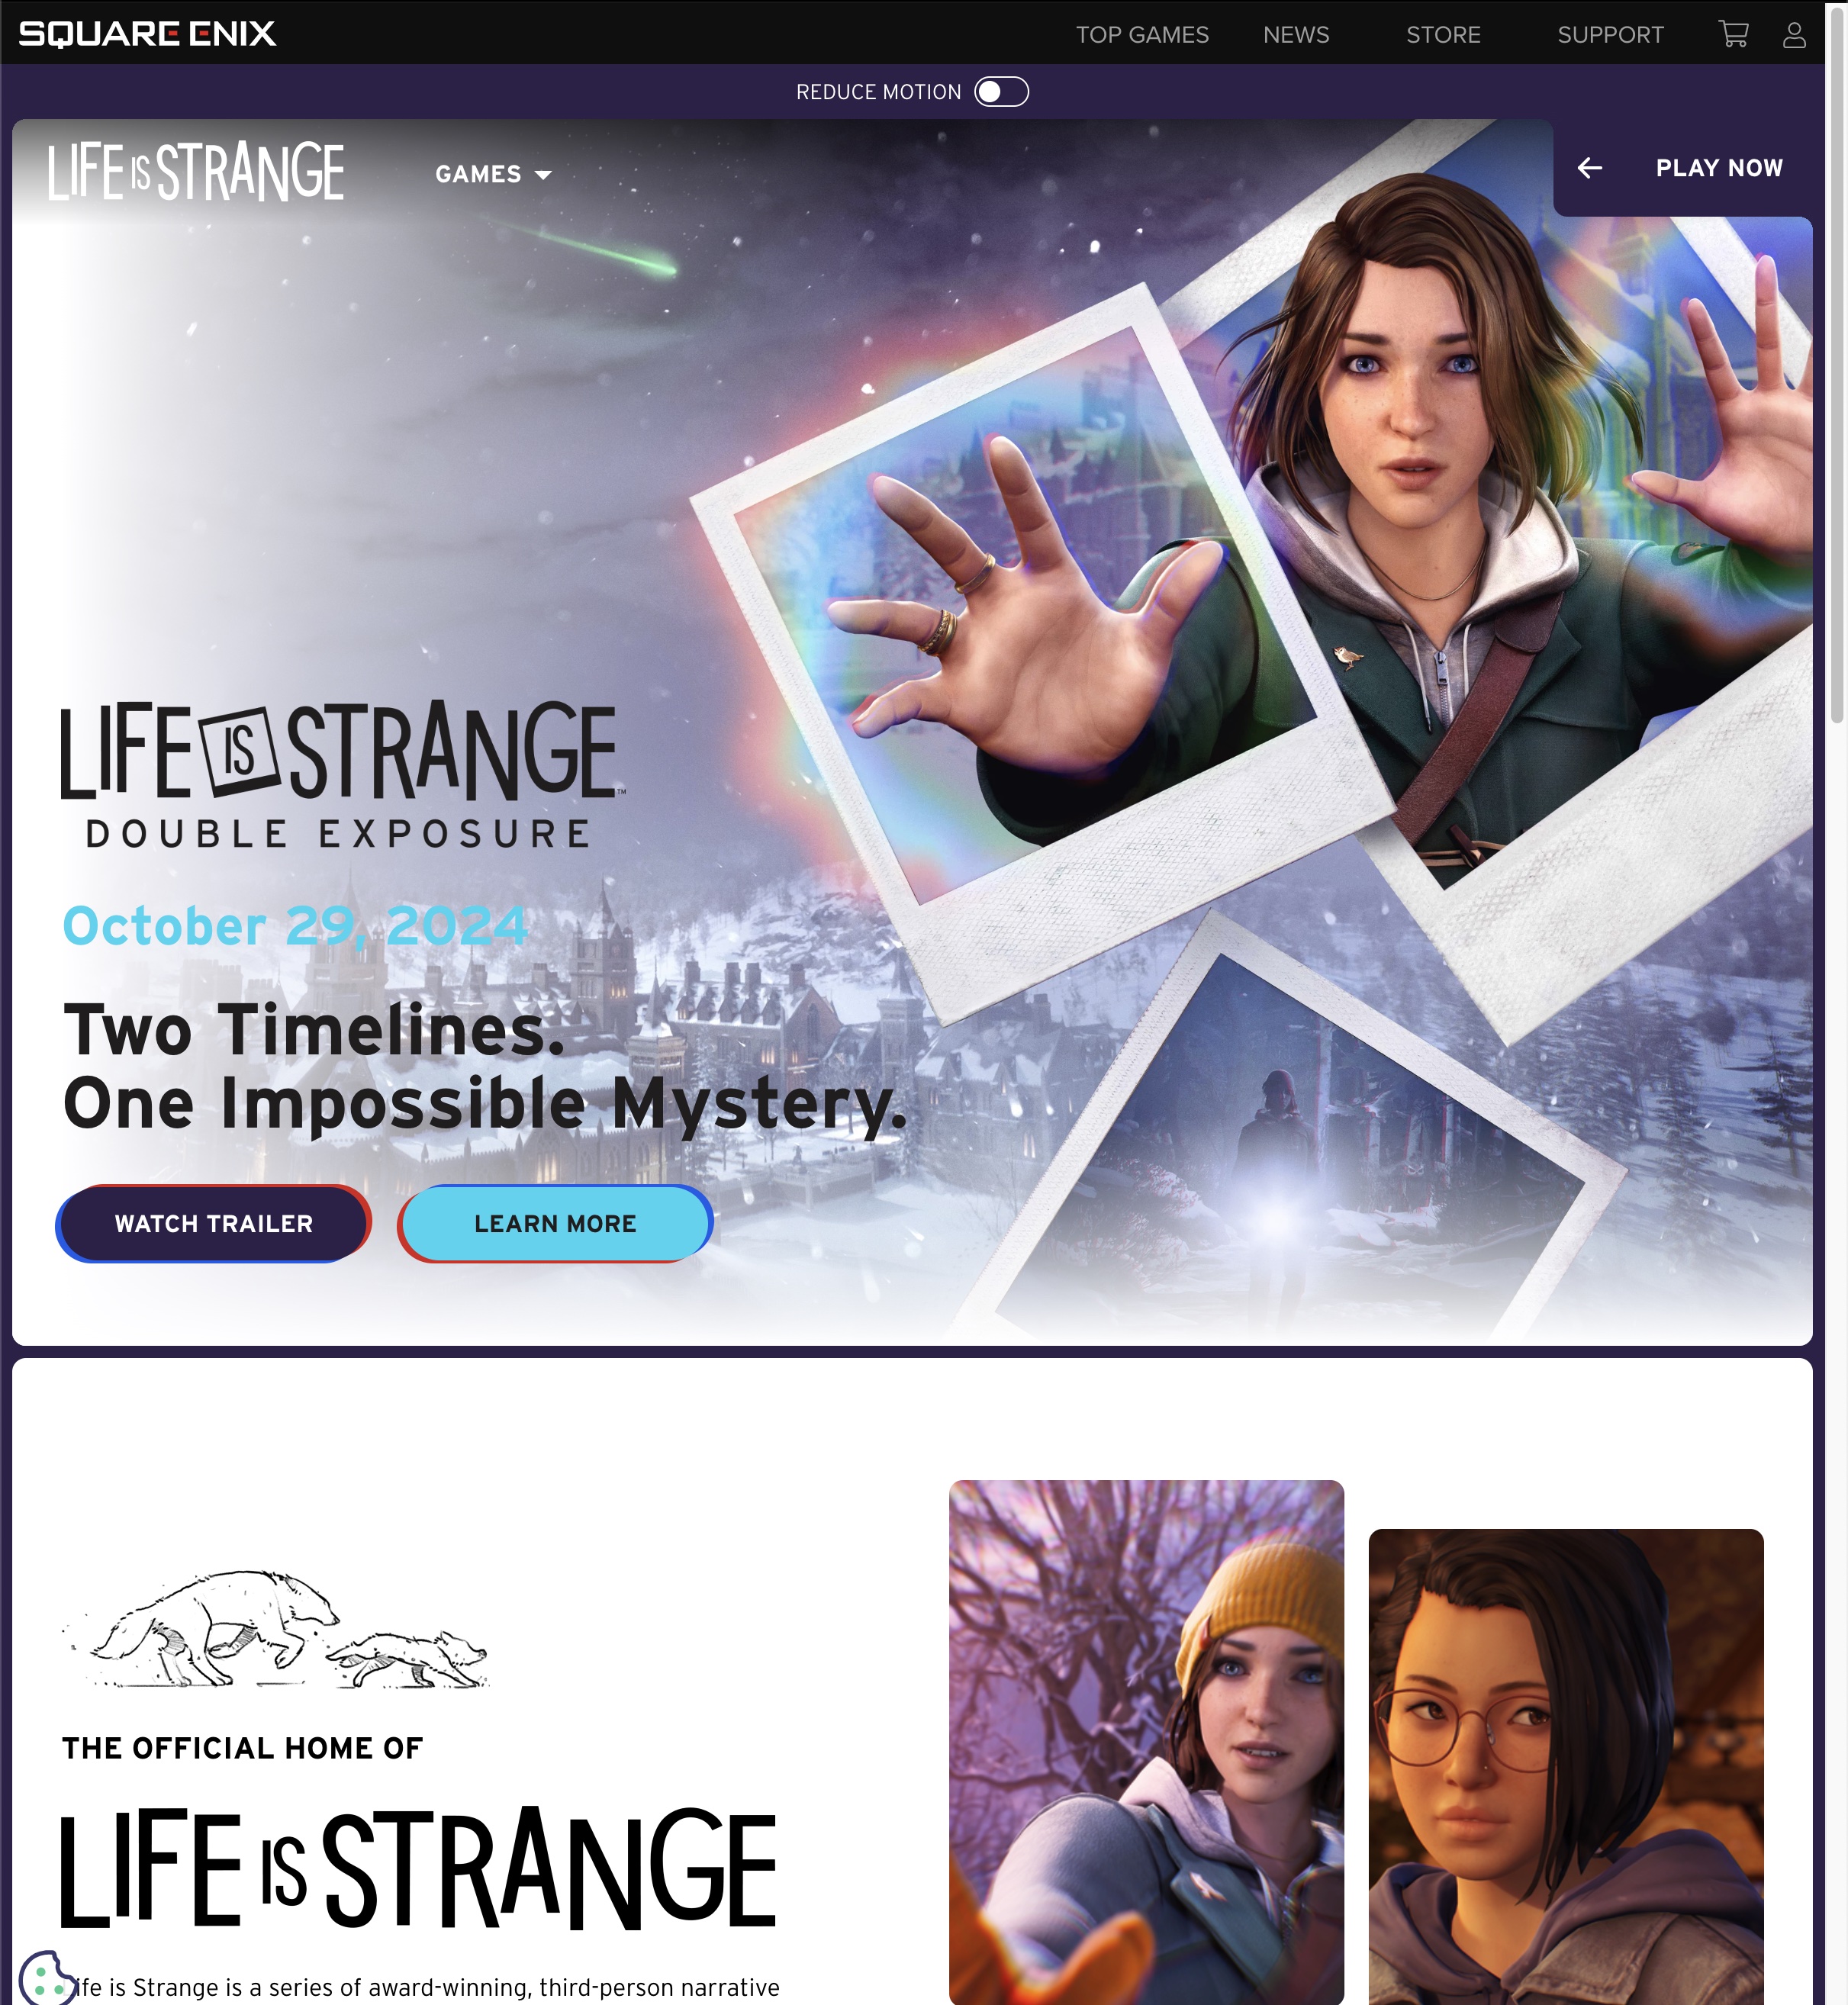 SQUARE ENIX
TOP GAMES NEWS STORE SUPPORT
REDUCE MOTION
LIFE IS STRANGE
GAMES
PLAY NOW
LIFE IS STRANGE™
DOUBLE EXPOSURE
October 29, 2024
Two Timelines.
One Impossible Mystery.
WATCH TRAILER LEARN MORE
THE OFFICIAL HOME OF
LIFE IS STRANGE
ife is Strange is a series of award-winning, third-person narrative